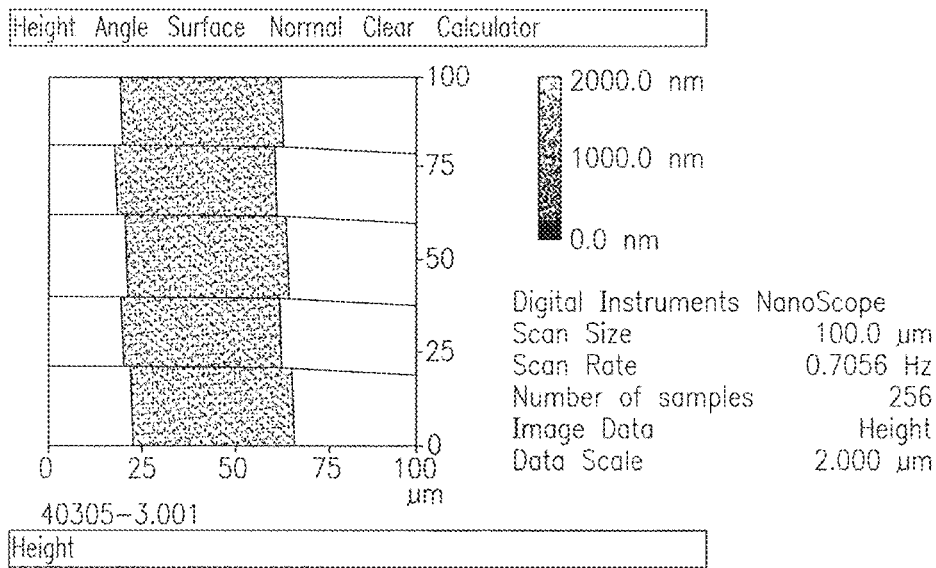 Height Angle Surface Normal Clear Calculator
100
75
50
25
0
0 25 50 75 100
µm
2000.0 nm
1000.0 nm
0.0 nm
Digital Instruments NanoScope
Scan Size 100.0 µm
Scan Rate 0.7056 Hz
Number of samples 256
Image Data Height
Data Scale 2.000 µm
40305-3.001
Height